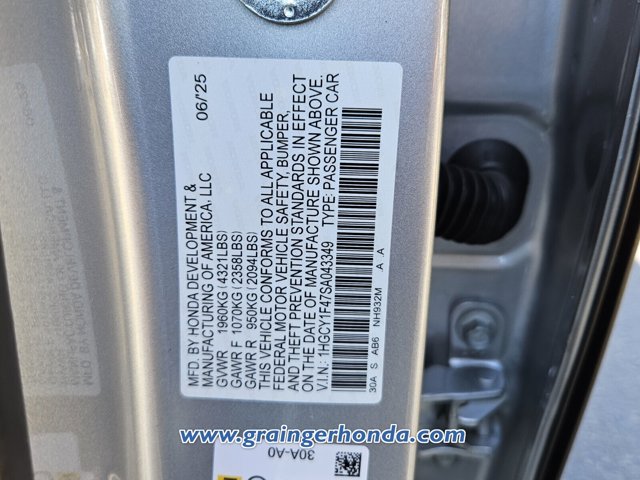 MFD. BY HONDA DEVELOPMENT & 06/'25
MANUFACTURING OF AMERICA, LLC
GVWR 1960KG(4321LBS)
GAWR F 1070KG(2358LBS)
GAWR R 950KG(2094LBS)
THIS VEHICLE CONFORMS TO ALL APPLICABLE
FEDERAL MOTOR VEHICLE SAFETY, BUMPER,
AND THEFT PREVENTION STANDARDS IN EFFECT
ON THE DATE OF MANUFACTURE SHOWN ABOVE.
V.I.N.: 1HGCY1F47SA043349 TYPE: PASSENGER CAR
30A S AB6 NH932M .A .A
30A-A0
www.graingerhonda.com